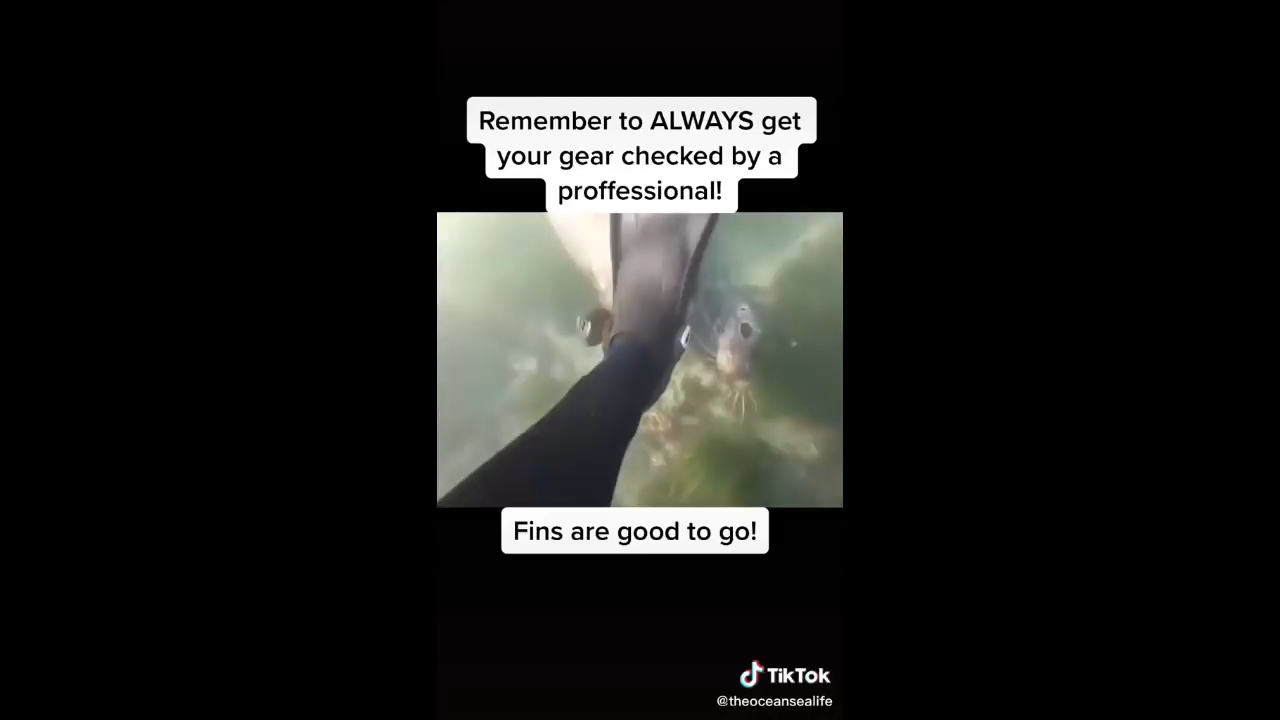 Remember to ALWAYS get
your gear checked by a
proffessional!
Fins are good to go!
TikTok
@theoceansealife